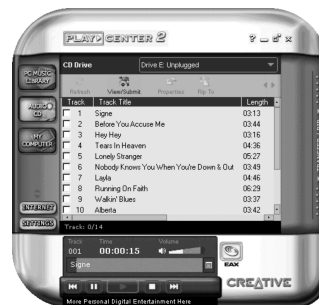 PLAY CENTER 2
PC MUSIC LIBRARY
AUDIO CD
MY COMPUTER
INTERNET
SETTINGS
CD Drive Drive E: Unplugged
Refresh View/Submit Properties Rip To
Track Track Title Length
1 Signe 03:13
2 Before You Accuse Me 03:44
3 Hey Hey 03:16
4 Tears In Heaven 04:36
5 Lonely Stranger 05:27
6 Nobody Knows You When You're Down & Out 03:49
7 Layla 04:46
8 Running On Faith 06:29
9 Walkin' Blues 03:37
10 Alberta 03:42
Track: 0/14
Track Time Volume
001 00:00:15
Signe
EAX
CREATIVE
More Personal Digital Entertainment Here